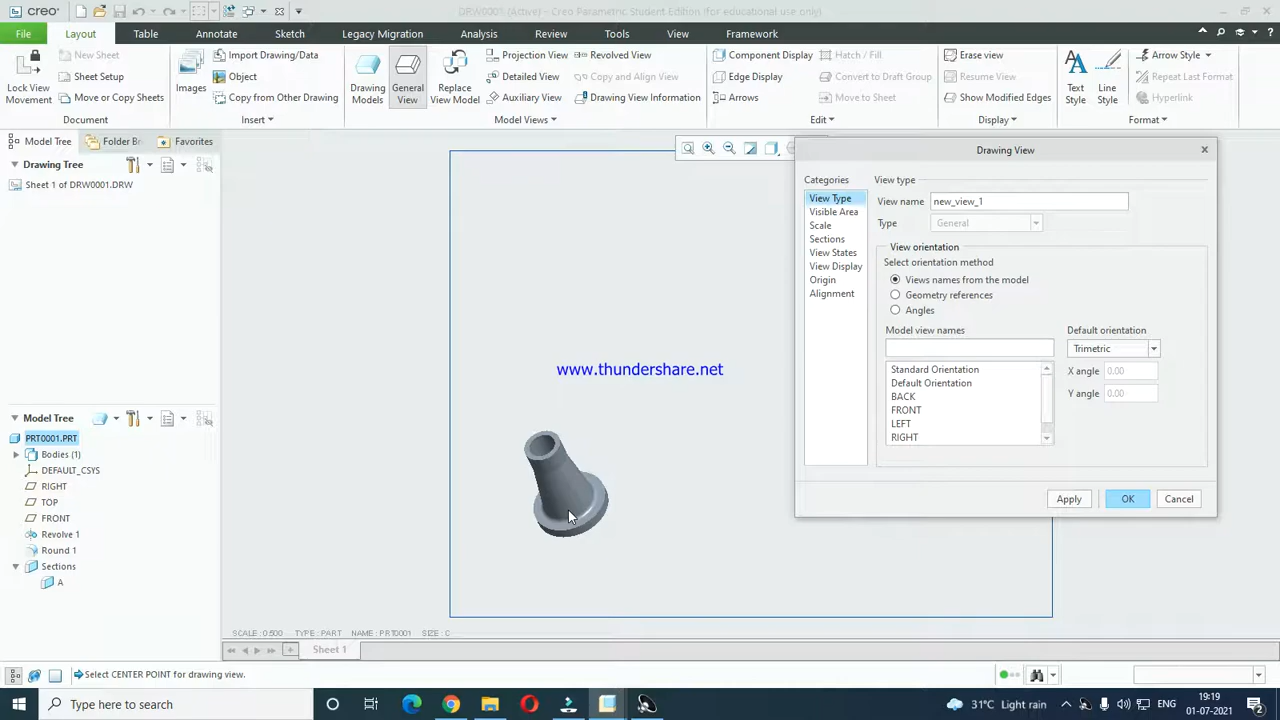 creo
DRW0001 (Active) - Creo Parametric Student Edition (for educational use only)
File
Layout
Table
Annotate
Sketch
Legacy Migration
Analysis
Review
Tools
View
Framework
Lock View
Movement
New Sheet
Sheet Setup
Move or Copy Sheets
Document
Images
Import Drawing/Data
Object
Copy from Other Drawing
Insert
Drawing
Models
General
View
Replace
View Model
Projection View
Detailed View
Auxiliary View
Revolved View
Copy and Align View
Drawing View Information
Model Views
Component Display
Edge Display
Arrows
Hatch / Fill
Convert to Draft Group
Move to Sheet
Edit
Erase view
Resume View
Show Modified Edges
Display
Text
Style
Line
Style
Arrow Style
Repeat Last Format
Hyperlink
Format
Model Tree
Folder Br
Favorites
Drawing Tree
Sheet 1 of DRW0001.DRW
Model Tree
PRT0001.PRT
Bodies (1)
DEFAULT_CSYS
RIGHT
TOP
FRONT
Revolve 1
Round 1
Sections
A
www.thundershare.net
Drawing View
Categories
View Type
Visible Area
Scale
Sections
View States
View Display
Origin
Alignment
View type
View name new_view_1
Type General
View orientation
Select orientation method
Views names from the model
Geometry references
Angles
Model view names
Standard Orientation
Default Orientation
BACK
FRONT
LEFT
RIGHT
Default orientation
Trimetric
X angle 0.00
Y angle 0.00
Apply
OK
Cancel
SCALE : 0.500 TYPE : PART NAME : PRT0001 SIZE : C
Sheet 1
Select CENTER POINT for drawing view.
Type here to search
31°C Light rain
ENG
19:19
01-07-2021
2